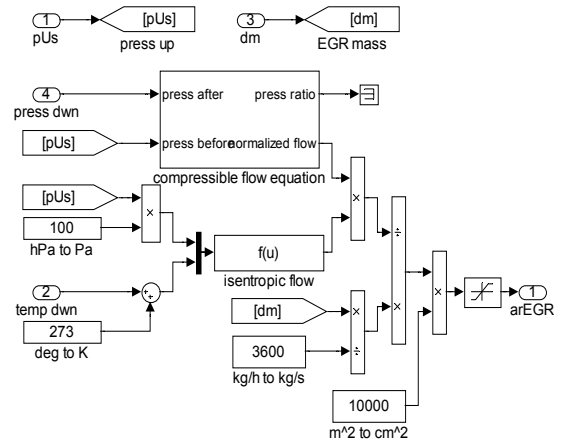 1
pUs
[pUs]
press up
3
dm
[dm]
EGR mass
4
press dwn
press after
press ratio
[pUs]
press before
normalized flow
compressible flow equation
[pUs]
×
100
hPa to Pa
f(u)
isentropic flow
×
÷
×
2
temp dwn
+
+
273
deg to K
[dm]
×
÷
3600
kg/h to kg/s
×
1
arEGR
10000
m^2 to cm^2